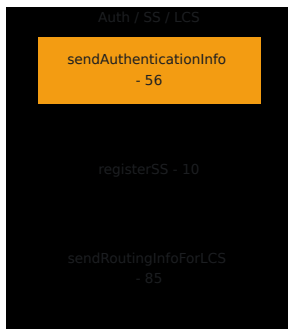 Auth / SS / LCS
sendAuthenticationInfo
- 56
registerSS - 10
sendRoutingInfoForLCS
- 85